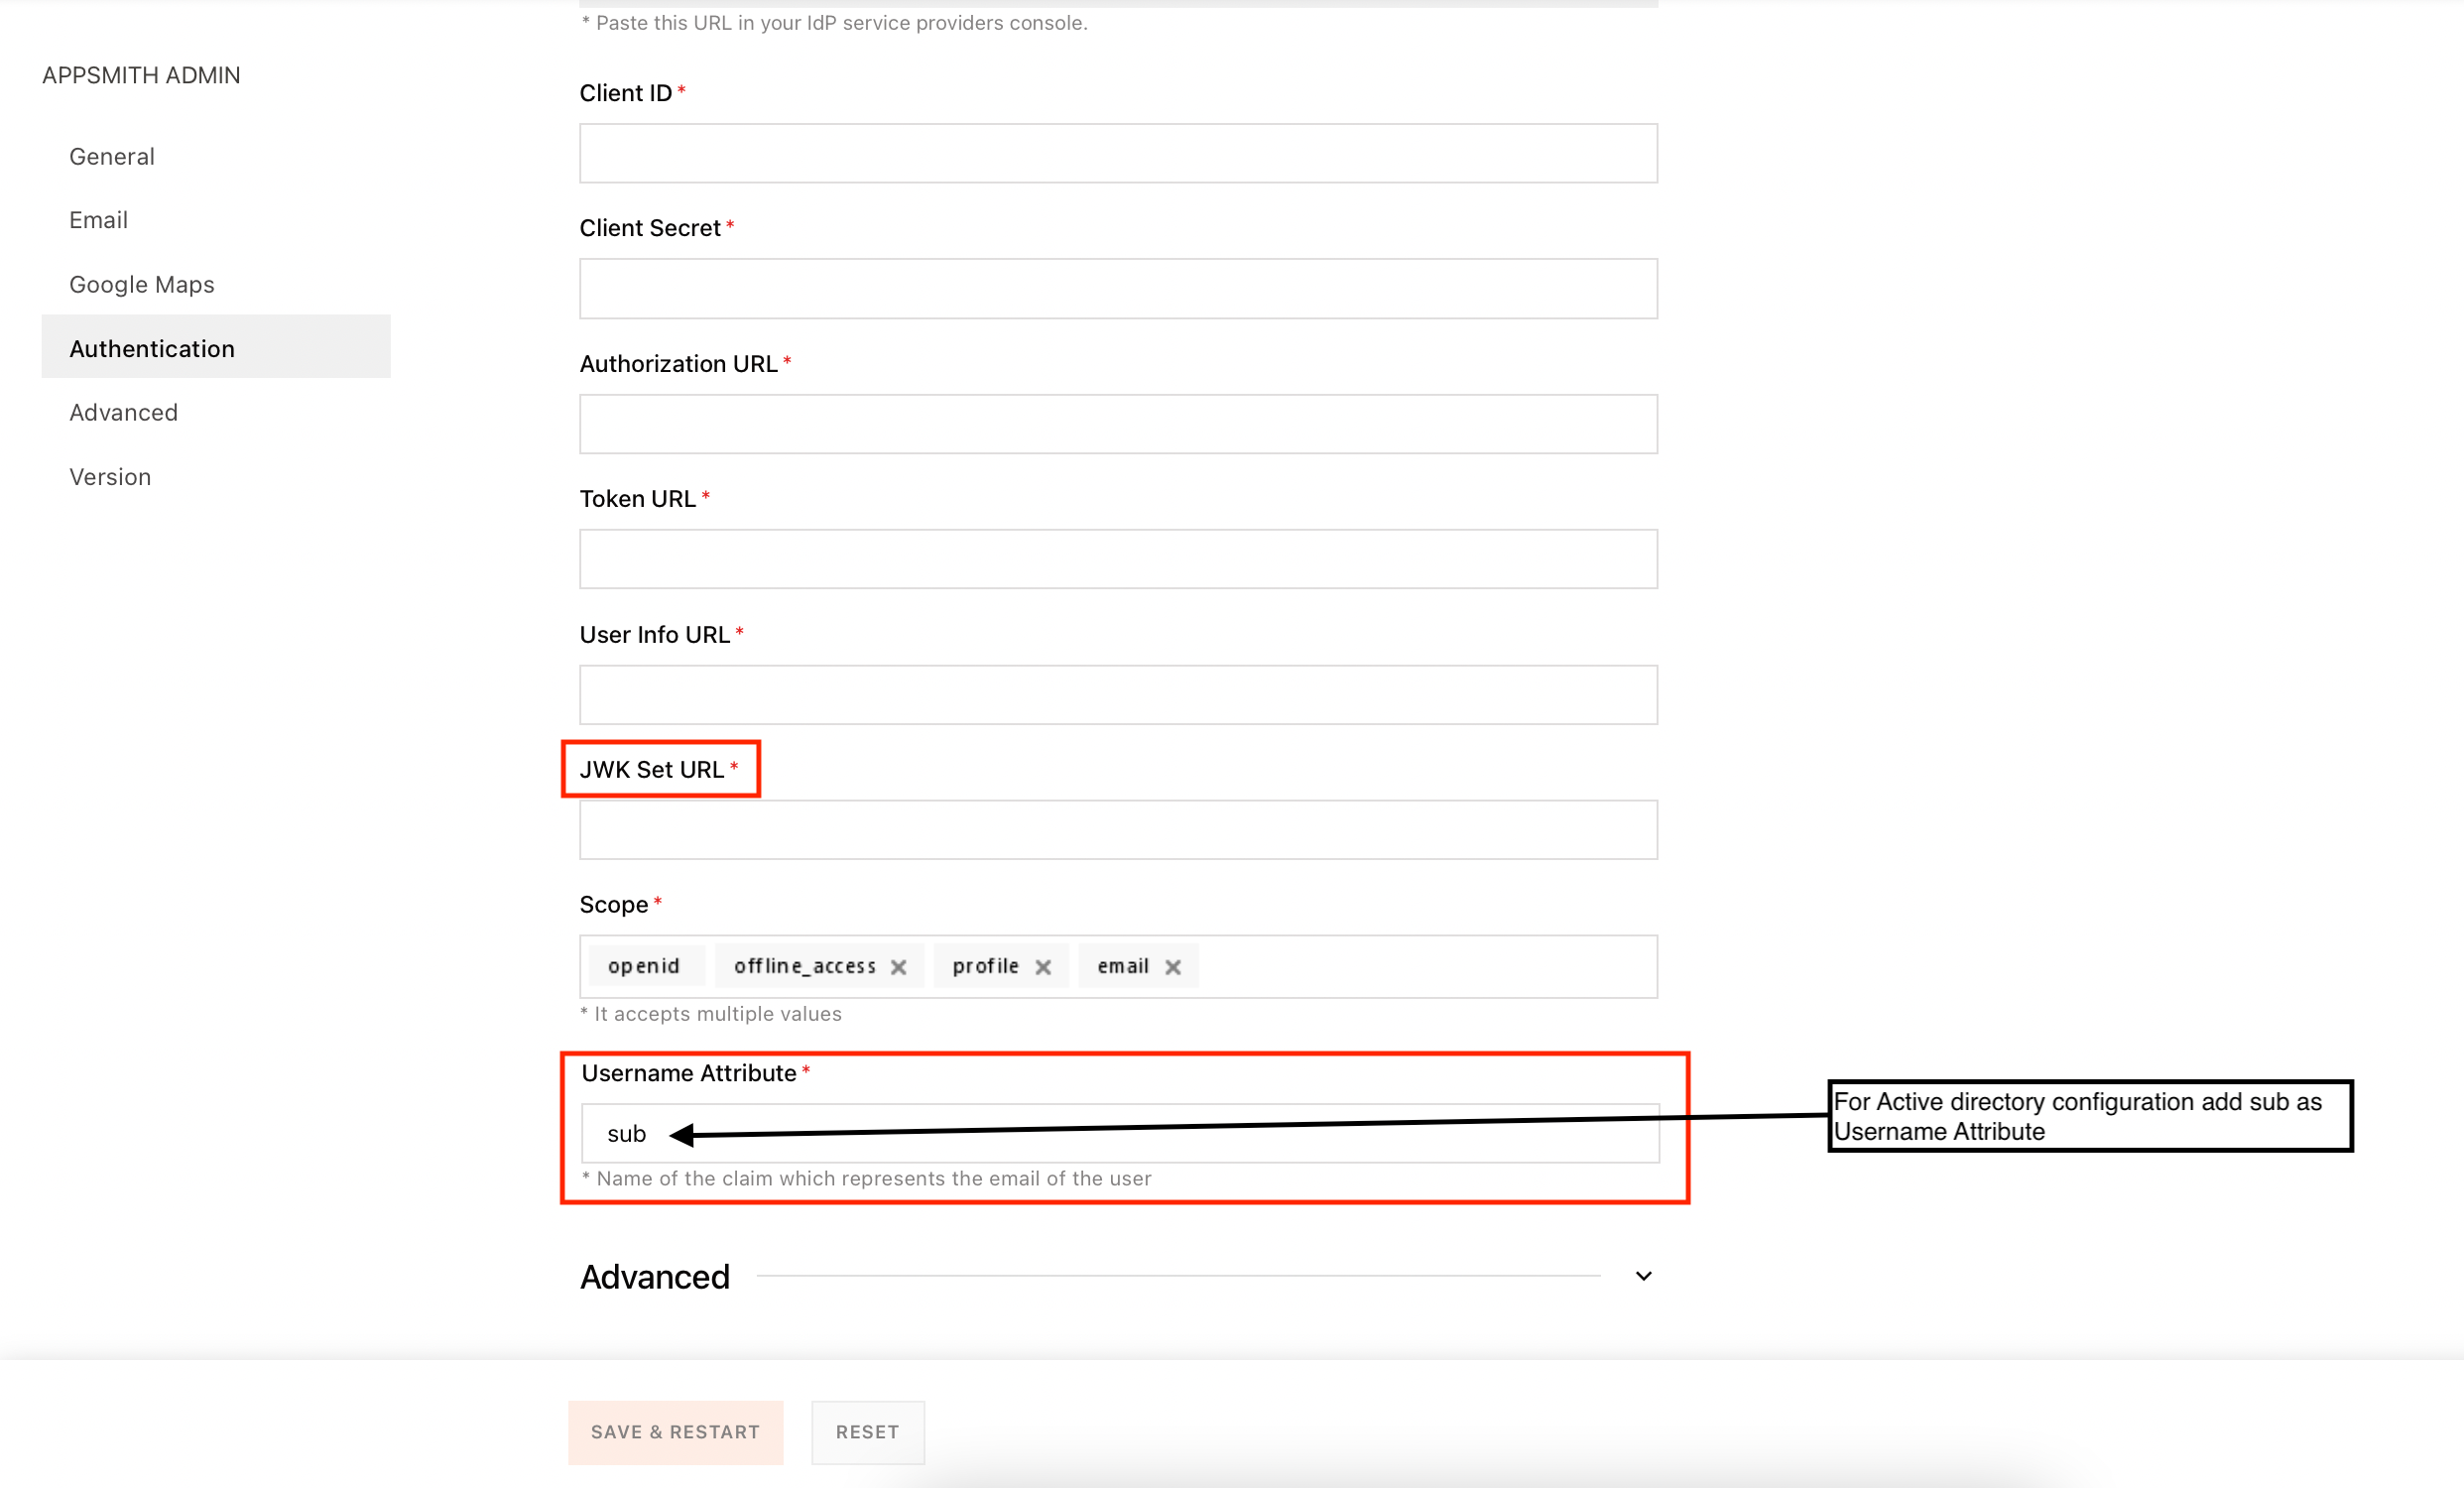 * Paste this URL in your IdP service providers console.
APPSMITH ADMIN
General
Email
Google Maps
Authentication
Advanced
Version
Client ID *
Client Secret *
Authorization URL *
Token URL *
User Info URL *
JWK Set URL *
Scope *
openid offline_access profile email
* It accepts multiple values
Username Attribute *
sub
* Name of the claim which represents the email of the user
For Active directory configuration add sub as
Username Attribute
Advanced
SAVE & RESTART RESET